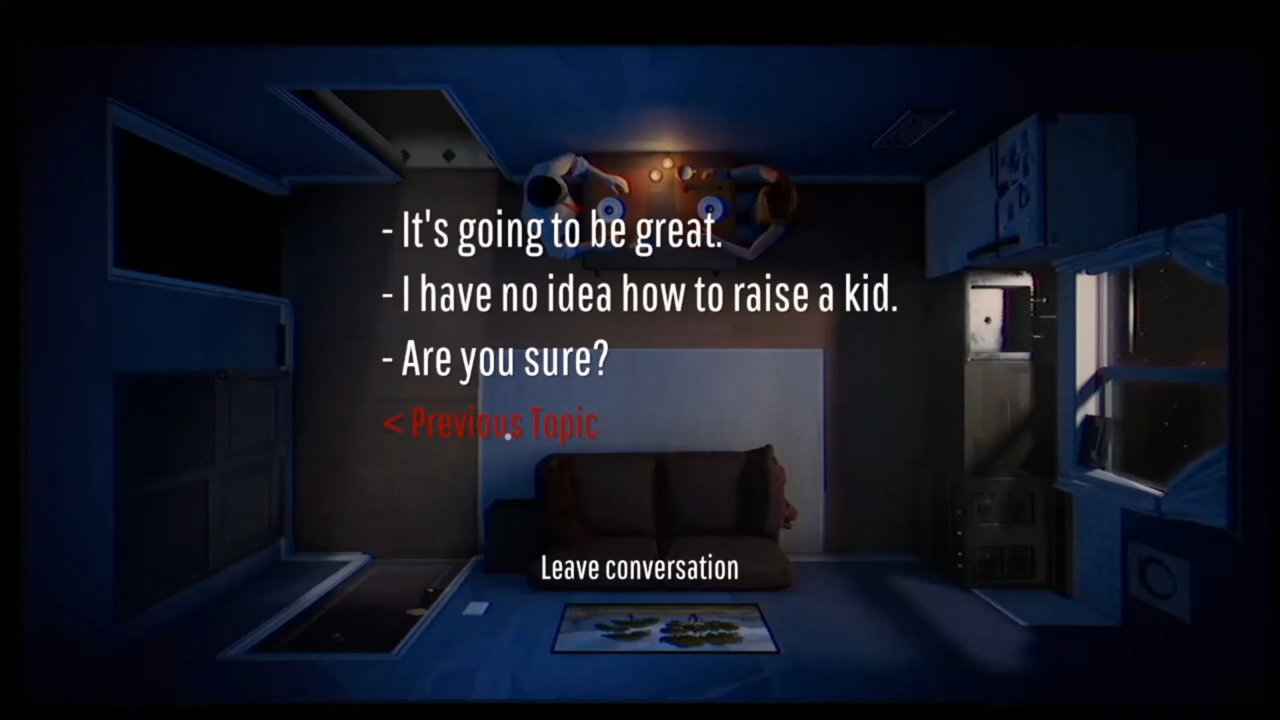 - It's going to be great.
- I have no idea how to raise a kid.
- Are you sure?
< Previous Topic
Leave conversation